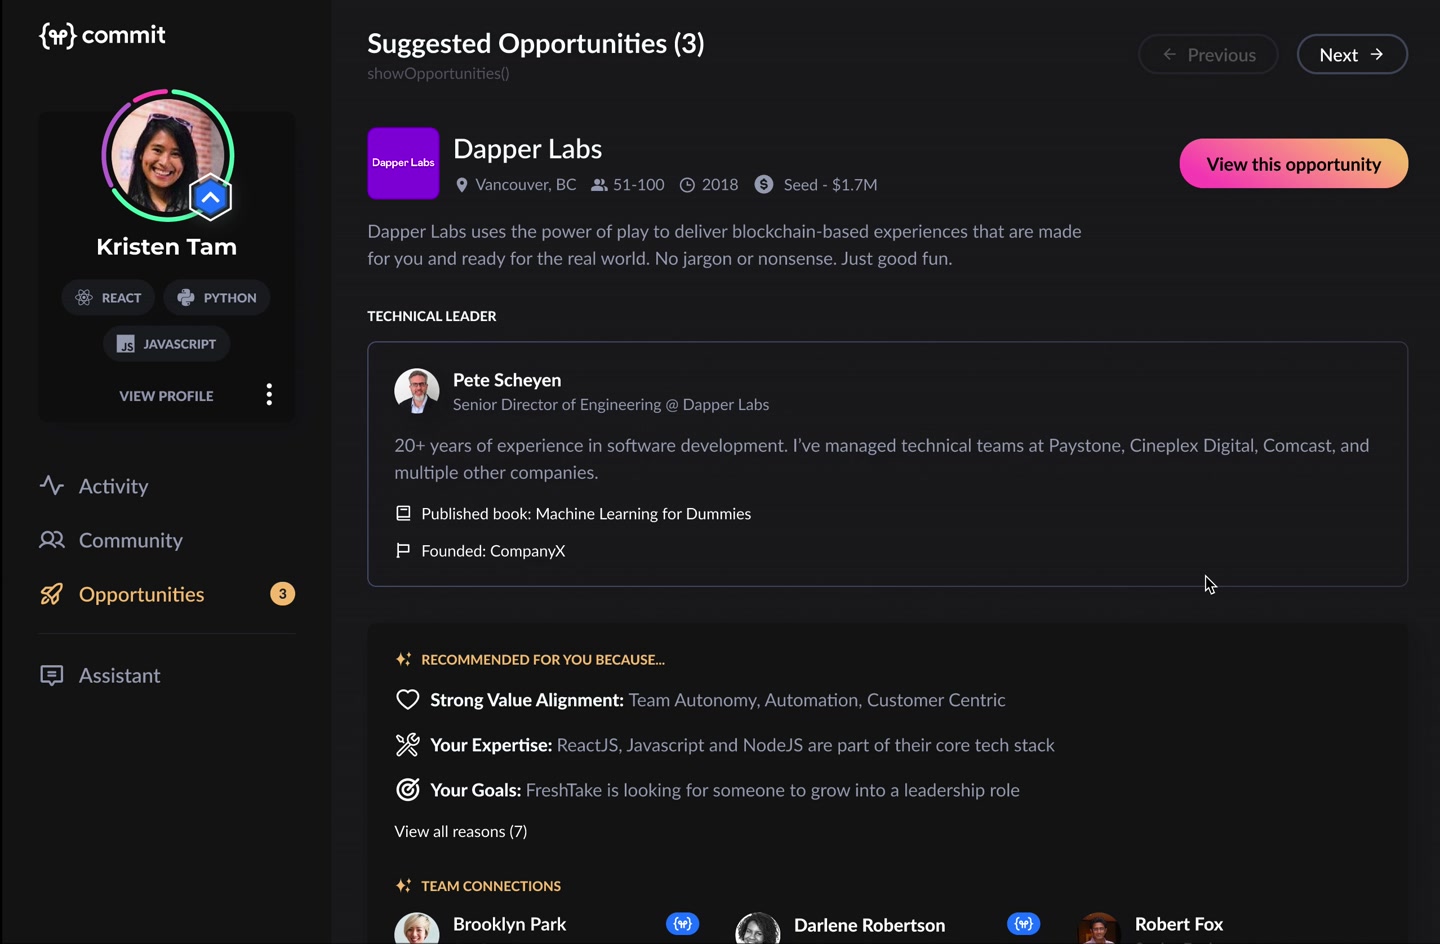 commit
Kristen Tam
REACT
PYTHON
JS
JAVASCRIPT
VIEW PROFILE
Activity
Community
Opportunities
3
Assistant
Suggested Opportunities (3)
showOpportunities()
Previous
Next
Dapper Labs
Dapper Labs
Vancouver, BC
51-100
2018
$
Seed - $1.7M
View this opportunity
Dapper Labs uses the power of play to deliver blockchain-based experiences that are made
for you and ready for the real world. No jargon or nonsense. Just good fun.
TECHNICAL LEADER
Pete Scheyen
Senior Director of Engineering @ Dapper Labs
20+ years of experience in software development. I’ve managed technical teams at Paystone, Cineplex Digital, Comcast, and
multiple other companies.
Published book: Machine Learning for Dummies
Founded: CompanyX
RECOMMENDED FOR YOU BECAUSE...
Strong Value Alignment: Team Autonomy, Automation, Customer Centric
Your Expertise: ReactJS, Javascript and NodeJS are part of their core tech stack
Your Goals: FreshTake is looking for someone to grow into a leadership role
View all reasons (7)
TEAM CONNECTIONS
Brooklyn Park
Darlene Robertson
Robert Fox